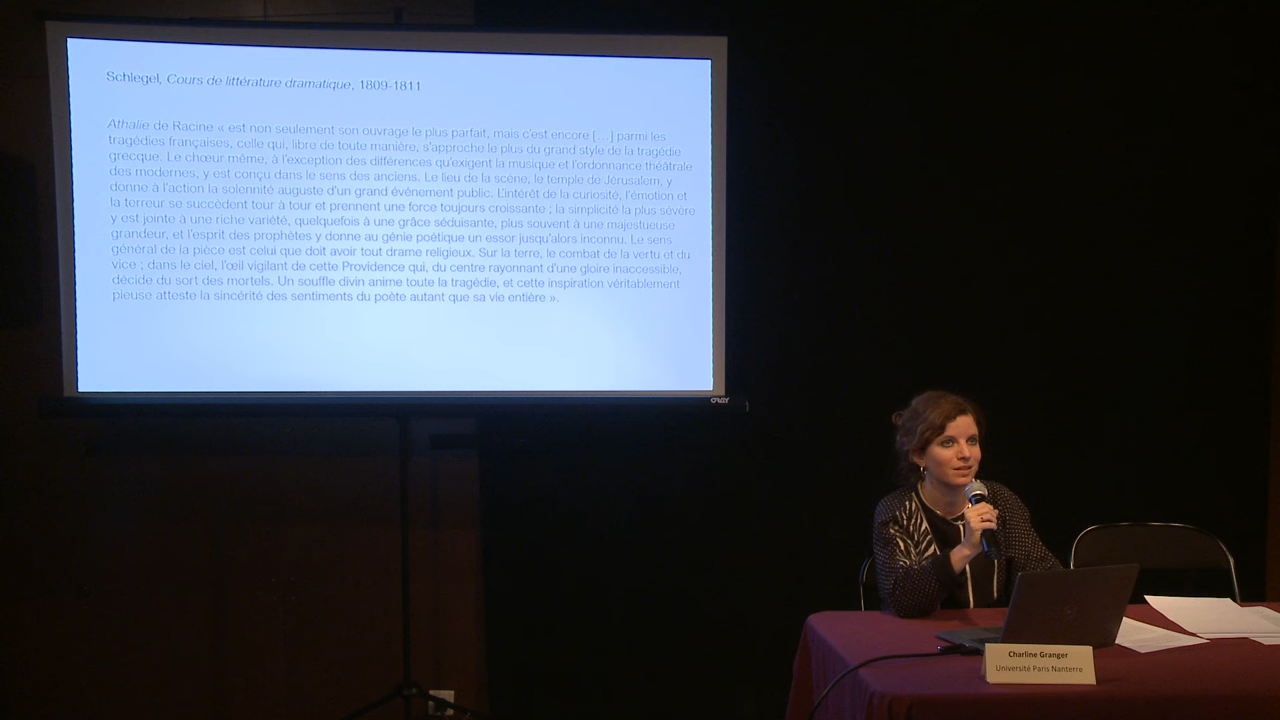 Schlegel, Cours de littérature dramatique, 1809-1811
Athalie de Racine « est non seulement son ouvrage le plus parfait, mais c'est encore […] parmi les
tragédies françaises, celle qui, libre de toute manière, s'approche le plus du grand style de la tragédie
grecque. Le chœur même, à l'exception des différences qu'exigent la musique et l'ordonnance théâtrale
des modernes, y est conçu dans le sens des anciens. Le lieu de la scène, le temple de Jérusalem, y
donne à l'action la solennité auguste d'un grand événement public. L'intérêt de la curiosité, l'émotion et
la terreur se succèdent tour à tour et prennent une force toujours croissante ; la simplicité la plus sévère
y est jointe à une riche variété, quelquefois à une grâce séduisante, plus souvent à une majestueuse
grandeur, et l'esprit des prophètes y donne au génie poétique un essor jusqu'alors inconnu. Le sens
général de la pièce est celui que doit avoir tout drame religieux. Sur la terre, le combat de la vertu et du
vice ; dans le ciel, l'œil vigilant de cette Providence qui, du centre rayonnant d'une gloire inaccessible,
décide du sort des mortels. Un souffle divin anime toute la tragédie, et cette inspiration véritablement
pieuse atteste la sincérité des sentiments du poète autant que sa vie entière ».
ORAY
Charline Granger
Université Paris Nanterre